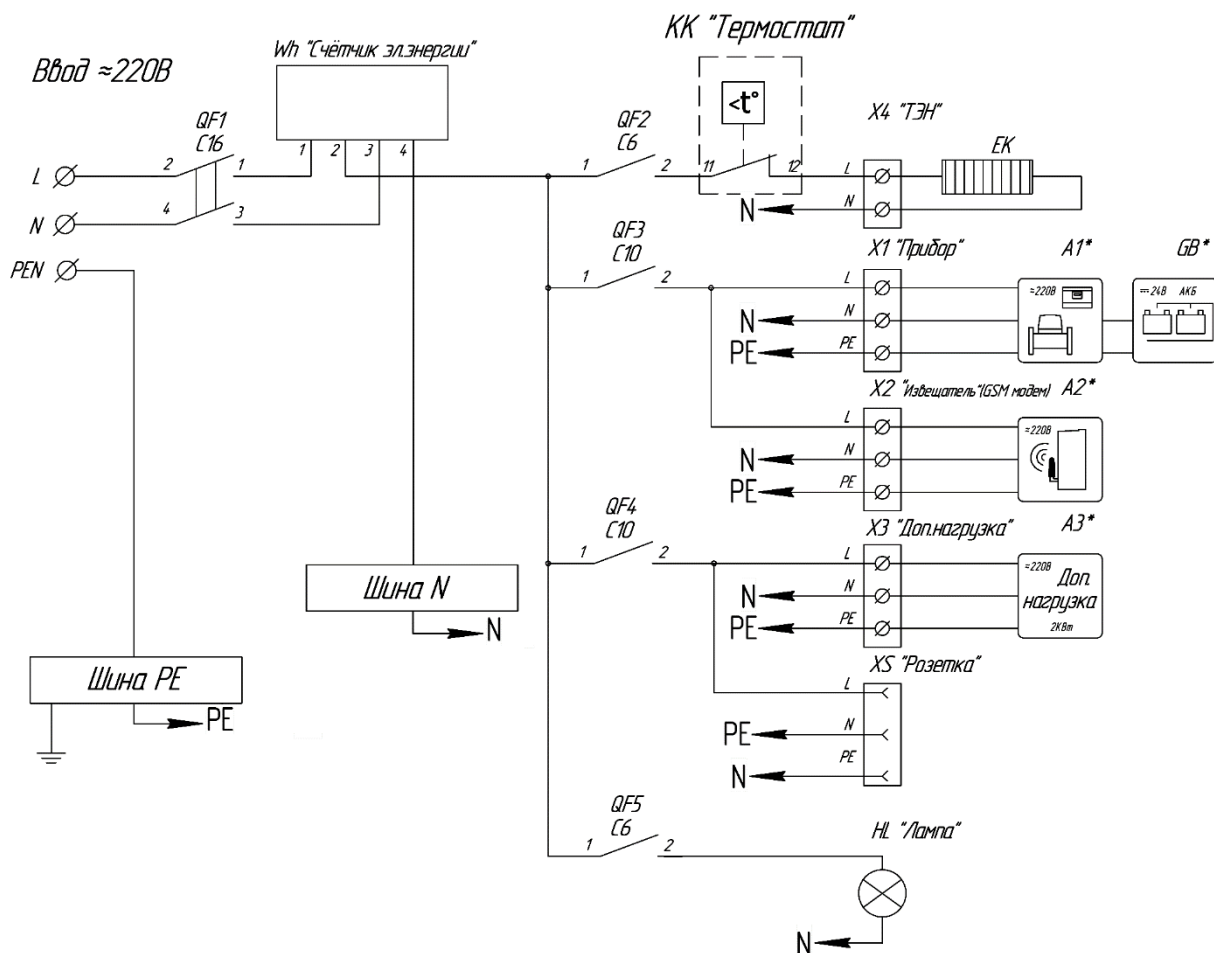 КК "Термостат"
Wh "Счётчик эл.энергии"
Ввод ≈220В
<t°
QF1
C16
1 2 3 4
QF2
C6
X4 "ТЭН"
EK
L
2 1
1 2
11 12
L
N
4 3
N
N
PEN
QF3
C10
X1 "Прибор"
A1*
GB*
1 2
L
≈220В
24В АКБ
N
N
PE
PE
X2 "Извещатель"(GSM модем)
A2*
L
≈220В
N
N
PE
PE
QF4
C10
X3 "Доп.нагрузка"
A3*
1 2
L
≈220В
Доп.
нагрузка
2КВт
N
N
PE
PE
Шина N
N
XS "Розетка"
Шина PE
PE
L
PE
N
PE
N
QF5
C6
HL "Лампа"
1 2
N